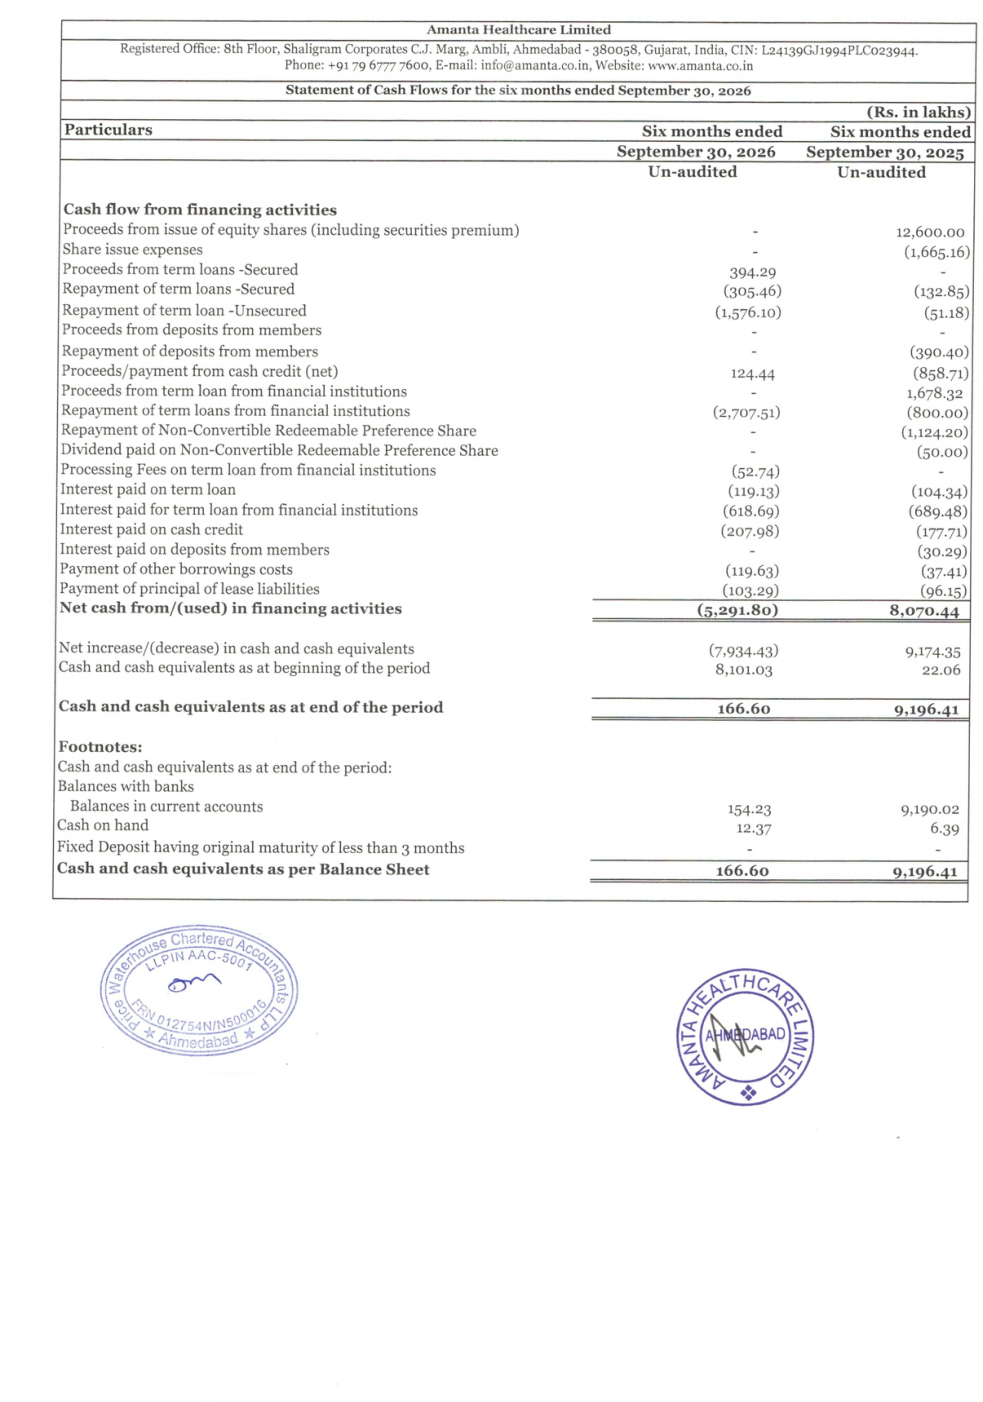 Amanta Healthcare Limited
Registered Office: 8th Floor, Shaligram Corporates C.J. Marg, Ambli, Ahmedabad - 380058, Gujarat, India, CIN: L24139GJ1994PLC023944.
Phone: +91 79 6777 7600, E-mail: info@amanta.co.in, Website: www.amanta.co.in
Statement of Cash Flows for the six months ended September 30, 2026
(Rs. in lakhs)
Particulars Six months ended Six months ended
September 30, 2026 September 30, 2025
Un-audited Un-audited
Cash flow from financing activities
Proceeds from issue of equity shares (including securities premium) - 12,600.00
Share issue expenses - (1,665.16)
Proceeds from term loans -Secured 394.29 -
Repayment of term loans -Secured (305.46) (132.85)
Repayment of term loan -Unsecured (1,576.10) (51.18)
Proceeds from deposits from members - -
Repayment of deposits from members - (390.40)
Proceeds/payment from cash credit (net) 124.44 (858.71)
Proceeds from term loan from financial institutions - 1,678.32
Repayment of term loans from financial institutions (2,707.51) (800.00)
Repayment of Non-Convertible Redeemable Preference Share - (1,124.20)
Dividend paid on Non-Convertible Redeemable Preference Share - (50.00)
Processing Fees on term loan from financial institutions (52.74) -
Interest paid on term loan (119.13) (104.34)
Interest paid for term loan from financial institutions (618.69) (689.48)
Interest paid on cash credit (207.98) (177.71)
Interest paid on deposits from members - (30.29)
Payment of other borrowings costs (119.63) (37.41)
Payment of principal of lease liabilities (103.29) (96.15)
Net cash from/(used) in financing activities (5,291.80) 8,070.44
Net increase/(decrease) in cash and cash equivalents (7,934.43) 9,174.35
Cash and cash equivalents as at beginning of the period 8,101.03 22.06
Cash and cash equivalents as at end of the period 166.60 9,196.41
Footnotes:
Cash and cash equivalents as at end of the period:
Balances with banks
Balances in current accounts 154.23 9,190.02
Cash on hand 12.37 6.39
Fixed Deposit having original maturity of less than 3 months - -
Cash and cash equivalents as per Balance Sheet 166.60 9,196.41
Price Waterhouse Chartered Accountants LLP
LLPIN AAC-5001
FRN 012754N/N500016
Ahmedabad
AMANTA HEALTHCARE LIMITED
AHMEDABAD